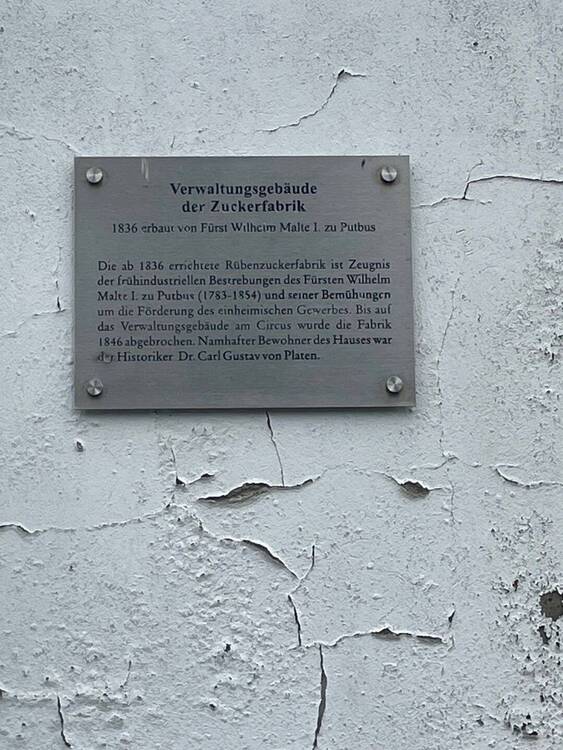 Verwaltungsgebäude
der Zuckerfabrik
1836 erbaut von Fürst Wilhelm Malte I. zu Putbus
Die ab 1836 errichtete Rübenzuckerfabrik ist Zeugnis
der frühindustriellen Bestrebungen des Fürsten Wilhelm
Malte I. zu Putbus (1783-1854) und seiner Bemühungen
um die Förderung des einheimischen Gewerbes. Bis auf
das Verwaltungsgebäude am Circus wurde die Fabrik
1846 abgebrochen. Namhafter Bewohner des Hauses war
der Historiker Dr. Carl Gustav von Platen.